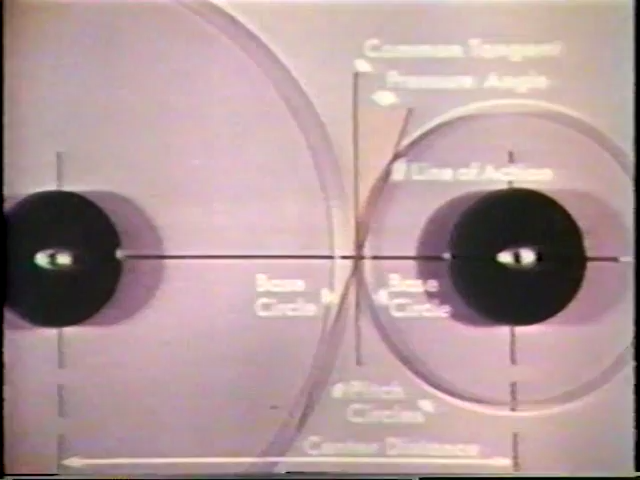 Common Tangent
Pressure Angle
Line of Action
Base
Circle
Base
Circle
Pitch
Circles
Center Distance